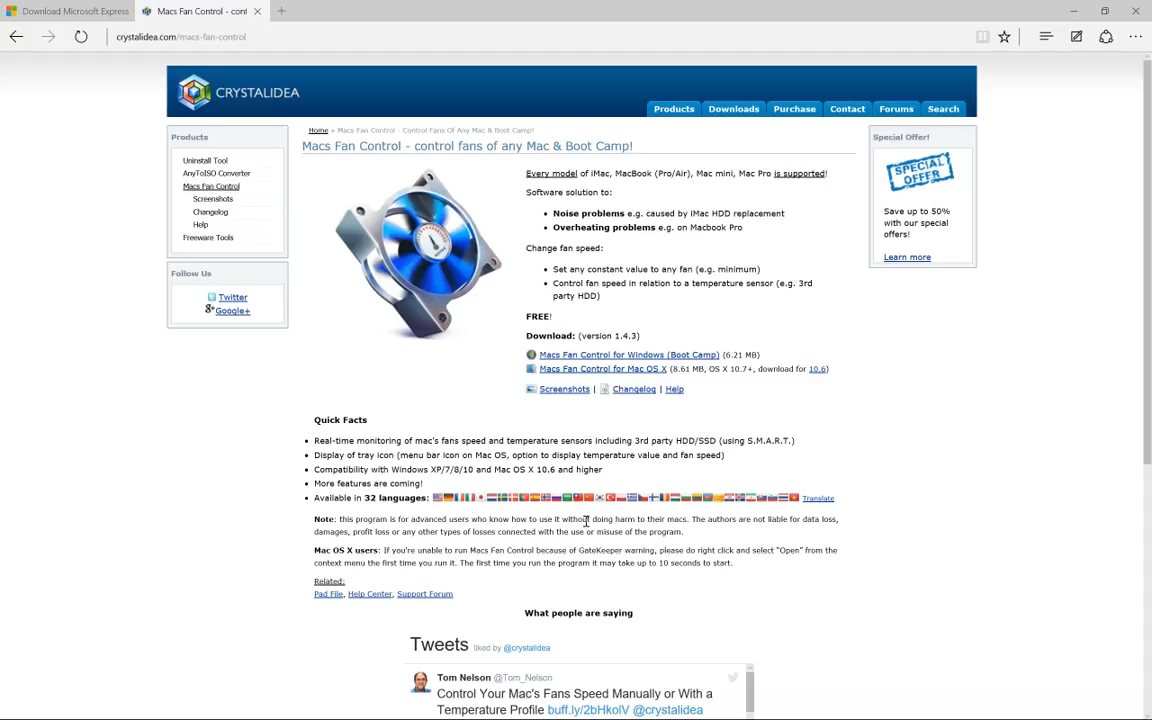 Download Microsoft Express
Macs Fan Control - cont
crystalidea.com/macs-fan-control
CRYSTALIDEA
Products
Downloads
Purchase
Contact
Forums
Search
Products
Uninstall Tool
AnyToISO Converter
Macs Fan Control
Screenshots
Changelog
Help
Freeware Tools
Follow Us
Twitter
Google+
Home » Macs Fan Control - Control Fans Of Any Mac & Boot Camp!
Macs Fan Control - control fans of any Mac & Boot Camp!
Every model of iMac, MacBook (Pro/Air), Mac mini, Mac Pro is supported!
Software solution to:
Noise problems e.g. caused by iMac HDD replacement
Overheating problems e.g. on Macbook Pro
Change fan speed:
Set any constant value to any fan (e.g. minimum)
Control fan speed in relation to a temperature sensor (e.g. 3rd
party HDD)
FREE!
Download: (version 1.4.3)
Macs Fan Control for Windows (Boot Camp) (6.21 MB)
Macs Fan Control for Mac OS X (8.61 MB, OS X 10.7+, download for 10.6)
Screenshots | Changelog | Help
Special Offer!
SPECIAL
OFFER
Save up to 50%
with our special
offers!
Learn more
Quick Facts
Real-time monitoring of mac's fans speed and temperature sensors including 3rd party HDD/SSD (using S.M.A.R.T.)
Display of tray icon (menu bar icon on Mac OS, option to display temperature value and fan speed)
Compatibility with Windows XP/7/8/10 and Mac OS X 10.6 and higher
More features are coming!
Available in 32 languages: Translate
Note: this program is for advanced users who know how to use it without doing harm to their macs. The authors are not liable for data loss,
damages, profit loss or any other types of losses connected with the use or misuse of the program.
Mac OS X users: If you're unable to run Macs Fan Control because of GateKeeper warning, please do right click and select "Open" from the
context menu the first time you run it. The first time you run the program it may take up to 10 seconds to start.
Related:
Pad File, Help Center, Support Forum
What people are saying
Tweets liked by @crystalidea
Tom Nelson @Tom_Nelson
Control Your Mac's Fans Speed Manually or With a
Temperature Profile buff.ly/2bHkolV @crystalidea